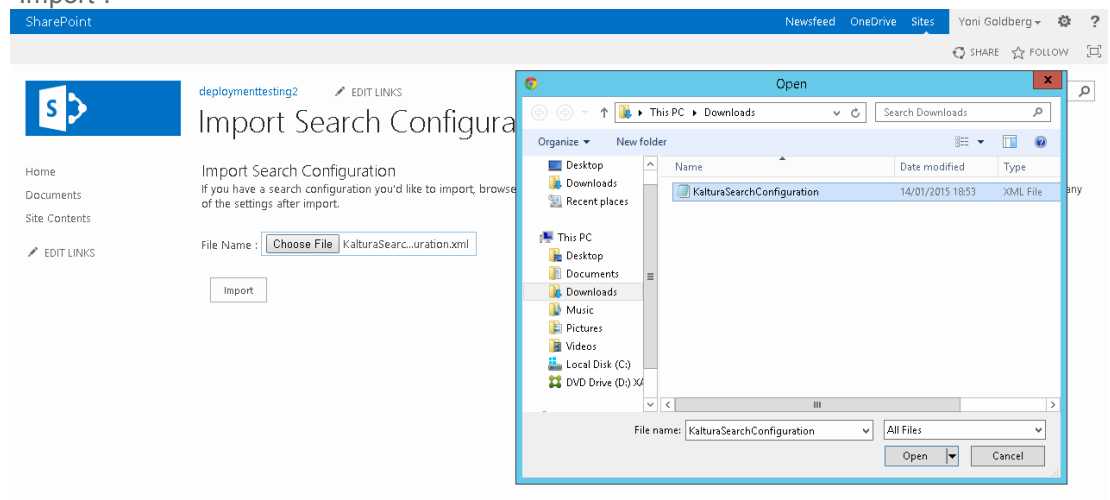 Import .
SharePoint
Newsfeed OneDrive Sites Yoni Goldberg ?
SHARE FOLLOW
S
deploymenttesting2 EDIT LINKS
Import Search Configura
Home
Documents
Site Contents
EDIT LINKS
Import Search Configuration
If you have a search configuration you'd like to import, browse
any
of the settings after import.
File Name : Choose File KalturaSearc...uration.xml
Import
Open x
This PC Downloads Search Downloads
Organize New folder ?
Desktop
Downloads
Recent places
This PC
Desktop
Documents
Downloads
Music
Pictures
Videos
Local Disk (C:)
DVD Drive (D:) XA
Name Date modified Type
KalturaSearchConfiguration 14/01/2015 18:53 XML File
File name: KalturaSearchConfiguration All Files
Open Cancel